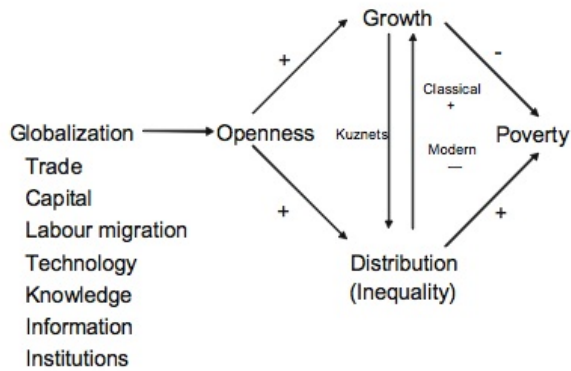 Growth
+
-
Classical
+
Globalization
Openness
Kuznets
Modern
—
Poverty
Trade
Capital
Labour migration
Technology
Knowledge
Information
Institutions
+
+
Distribution
(Inequality)